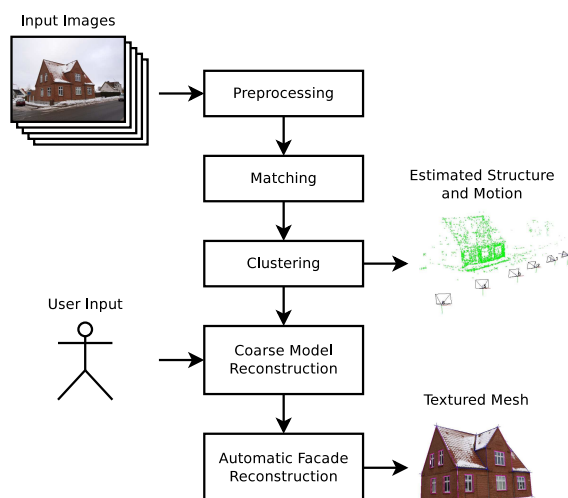 Input Images
Preprocessing
Matching
Estimated Structure
and Motion
Clustering
User Input
Coarse Model
Reconstruction
Textured Mesh
Automatic Facade
Reconstruction